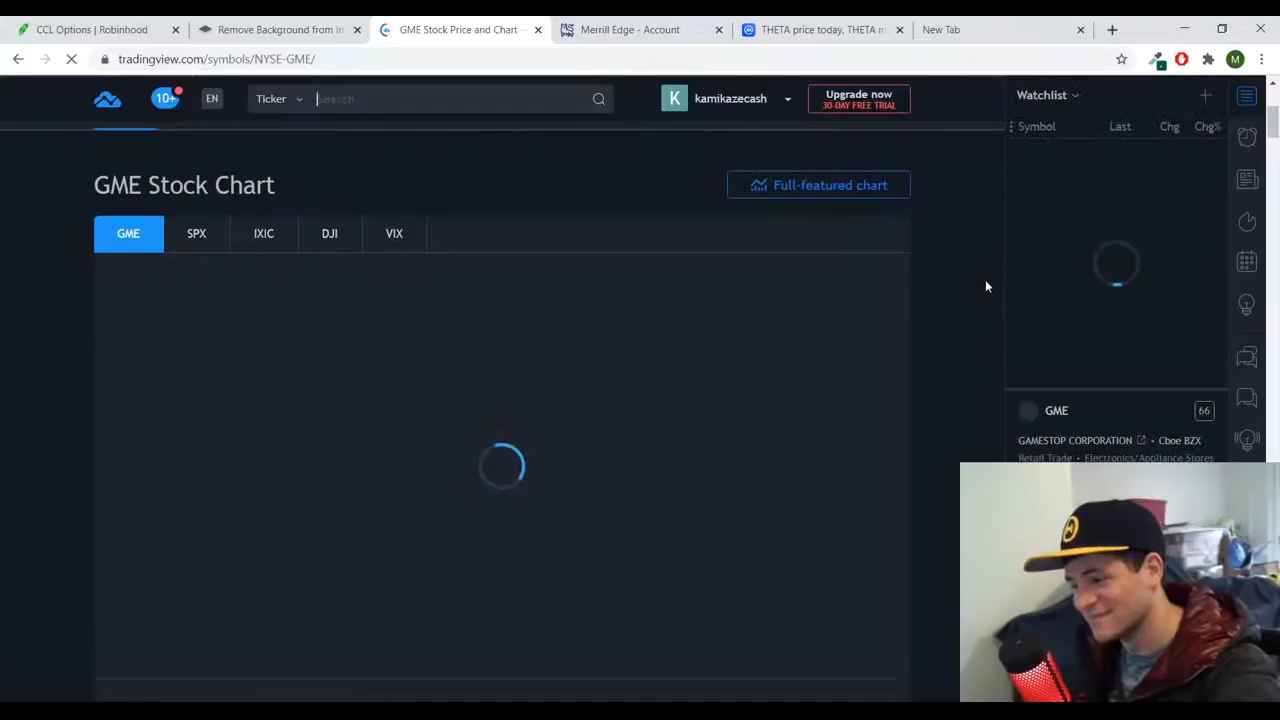 CCL Options | Robinhood
Remove Background from Im
GME Stock Price and Chart —
Merrill Edge - Account
THETA price today, THETA m
New Tab
tradingview.com/symbols/NYSE-GME/
M
10+
EN
Ticker
Search
K
kamikazecash
Upgrade now
30-DAY FREE TRIAL
Watchlist
Symbol
Last
Chg
Chg%
GME Stock Chart
Full-featured chart
GME
SPX
IXIC
DJI
VIX
GME
66
GAMESTOP CORPORATION
• Cboe BZX
Retail Trade • Electronics/Appliance Stores